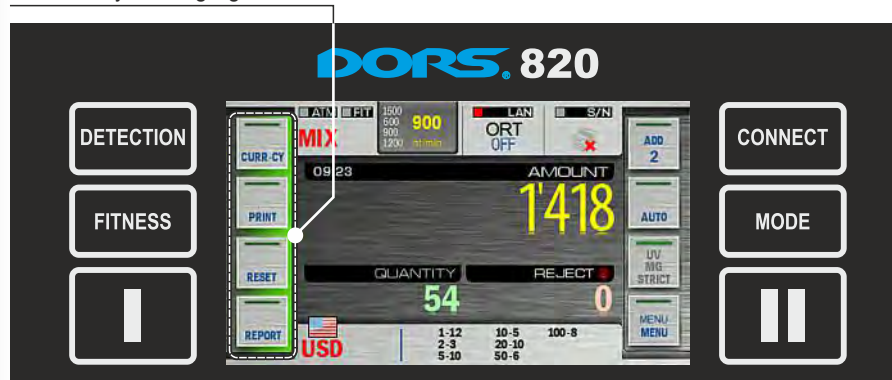 DORS. 820
DETECTION
FITNESS
CURR-CY
PRINT
RESET
REPORT
ATM FIT
MIX
1500
600
900
1200
900
nt/min
LAN
ORT
OFF
S/N
09:23
AMOUNT
1'418
QUANTITY
54
REJECT
0
USD
1-12 10-5 100-8
2-3 20-10
5-10 50-6
ADD
2
AUTO
UV
MG
STRICT
MENU
MENU
CONNECT
MODE